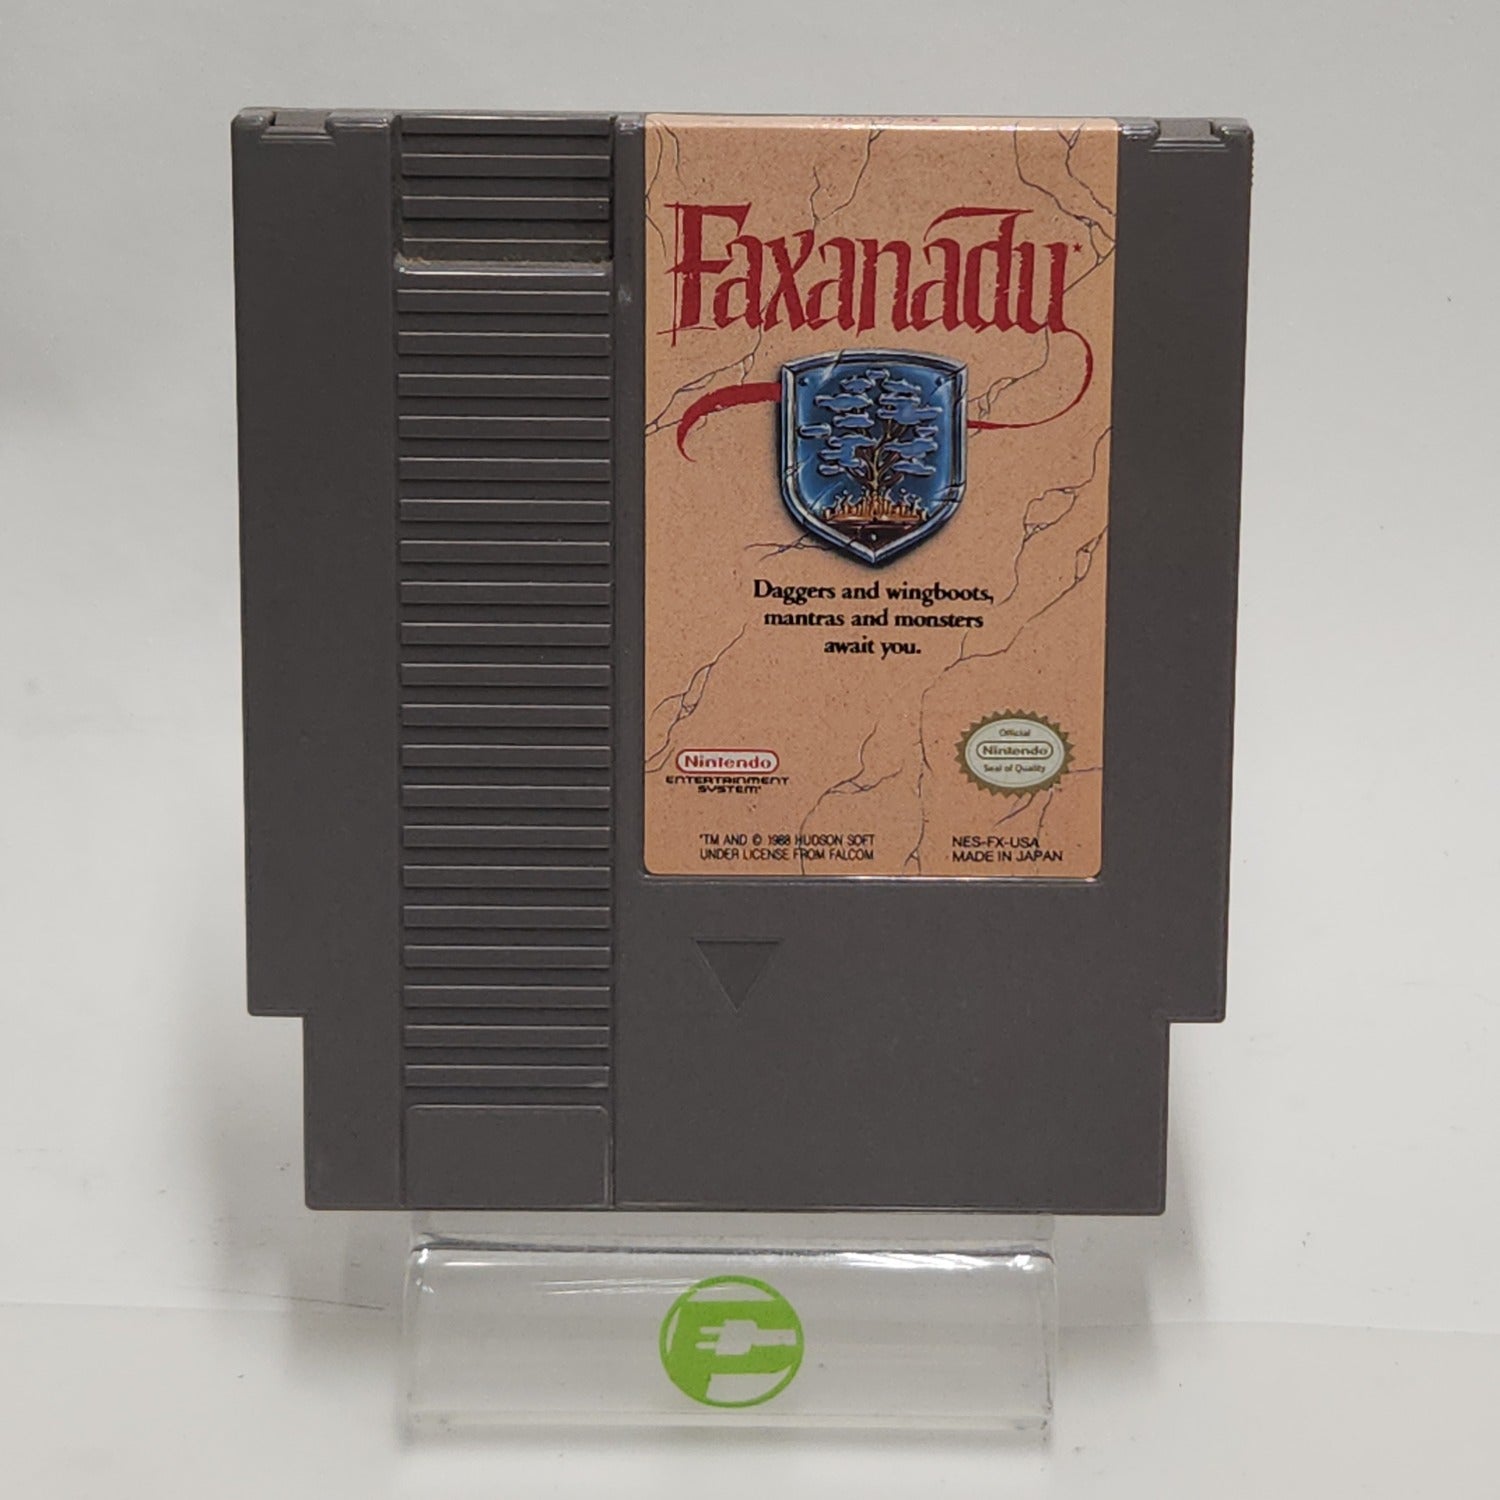 Faxanadu*
Daggers and wingboots,
mantras and monsters
await you.
Official
Nintendo
Seal of Quality
Nintendo
ENTERTAINMENT
SYSTEM
*TM AND © 1988 HUDSON SOFT
UNDER LICENSE FROM FALCOM
NES-FX-USA
MADE IN JAPAN